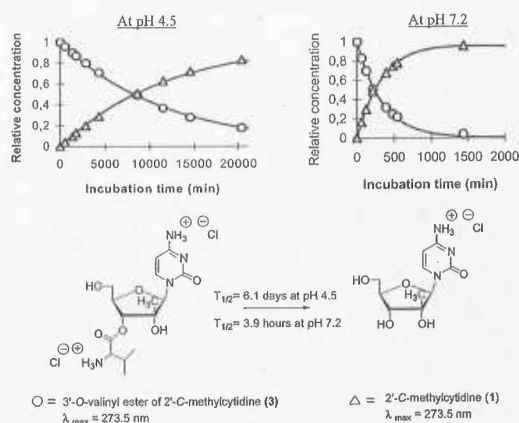 At pH 4.5
At pH 7.2
Relative concentration
1
0,8
0,6
0,4
0,2
0
0 5000 10000 15000 20000
Incubation time (min)
Relative concentration
1
0,8
0,6
0,4
0,2
0
0 500 1000 1500 2000
Incubation time (min)
⊕ ⊖
NH₃ Cl
N
N O
HO
O
H₃C
O OH
O
Cl⊖⊕
H₃N
T1/2= 6.1 days at pH 4.5
T1/2= 3.9 hours at pH 7.2
⊕ ⊖
NH₃ Cl
N
N O
HO
O
H₃C
OH OH
O = 3'-O-valinyl ester of 2'-C-methylcytidine (3)
λ max = 273.5 nm
△ = 2'-C-methylcytidine (1)
λ max = 273.5 nm